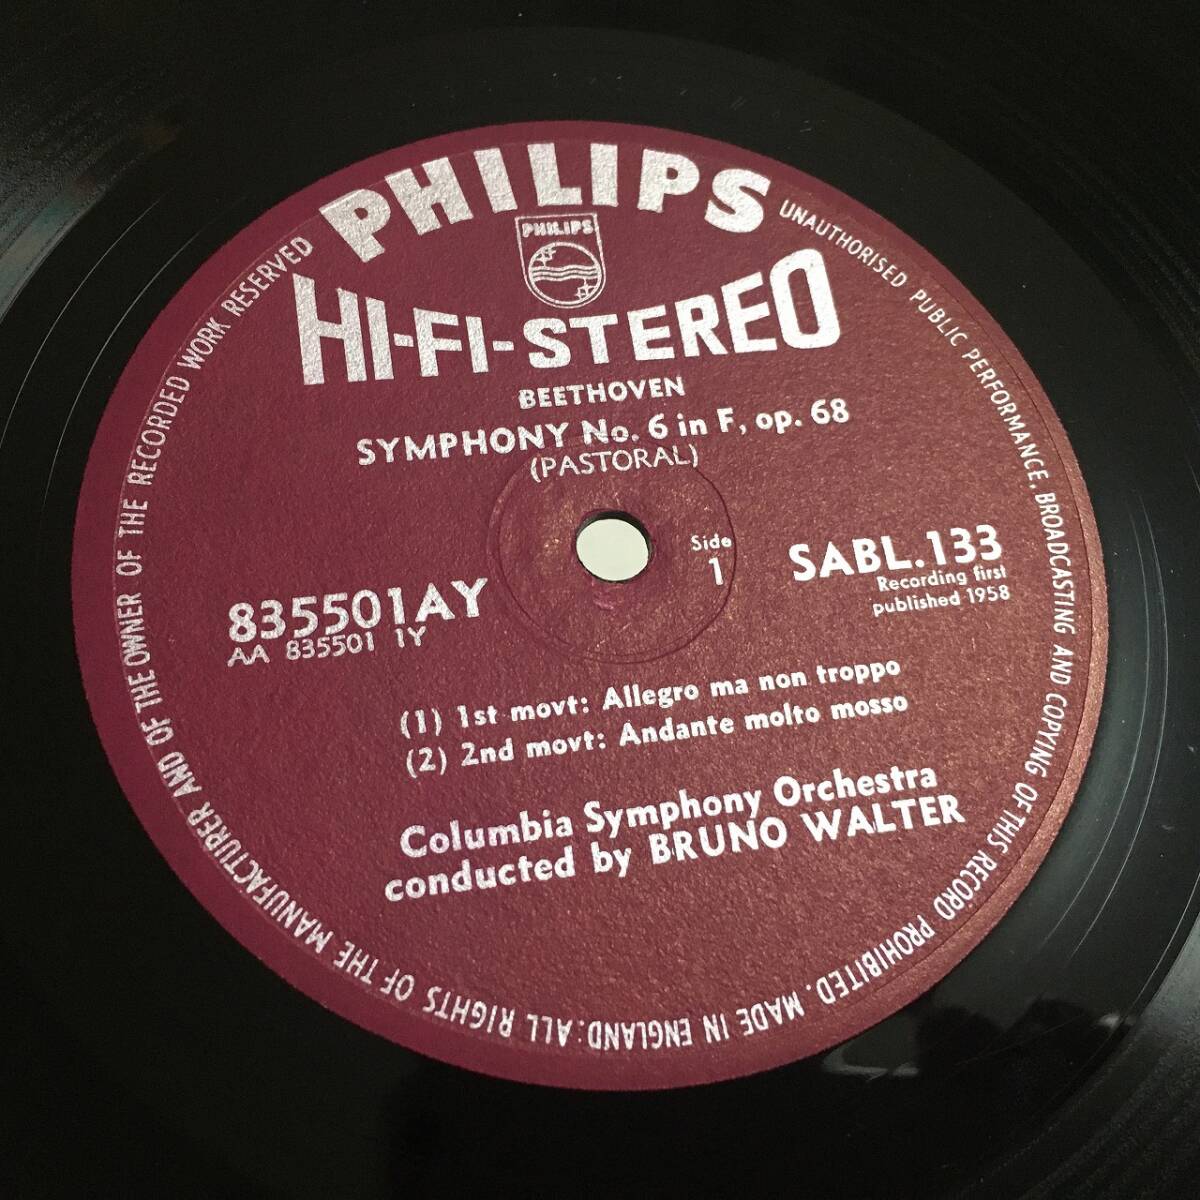 PHILIPS
PHILIPS
HI-FI-STEREO
BEETHOVEN
SYMPHONY No. 6 in F, op. 68
(PASTORAL)
Side
1
SABL.133
Recording first
published 1958
835501AY
AA 835501 1Y
(1) 1st movt: Allegro ma non troppo
(2) 2nd movt: Andante molto mosso
Columbia Symphony Orchestra
conducted by BRUNO WALTER
ALL RIGHTS OF THE MANUFACTURER AND OF THE OWNER OF THE RECORDED WORK RESERVED
UNAUTHORISED PUBLIC PERFORMANCE, BROADCASTING AND COPYING OF THIS RECORD PROHIBITED. MADE IN ENGLAND: